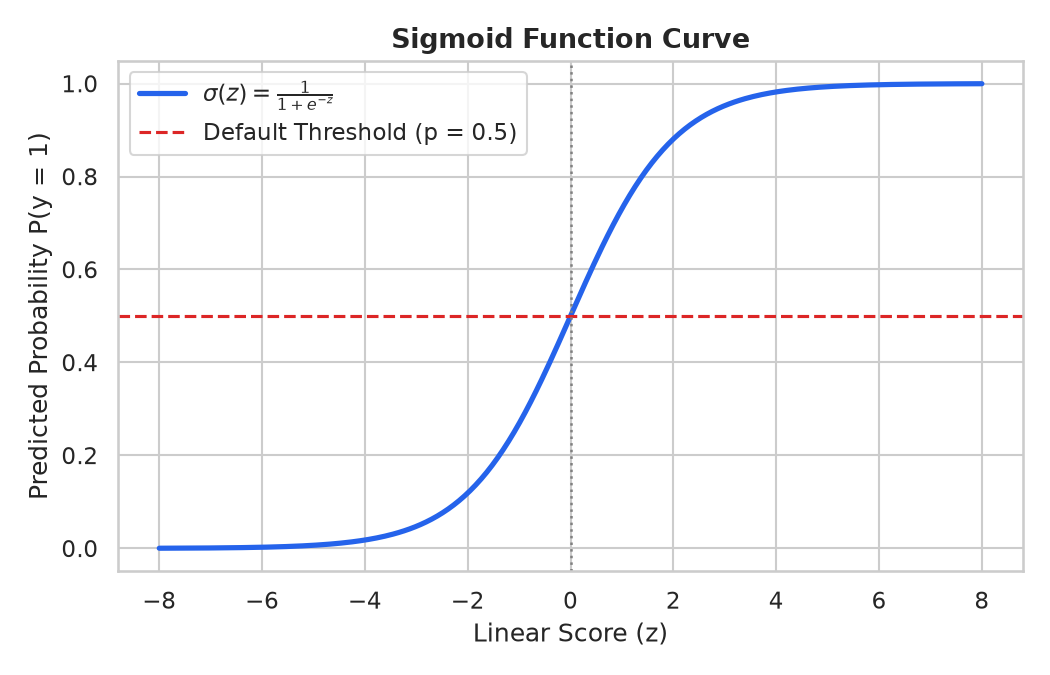 Sigmoid Function Curve
σ(z) = 1/(1 + e^{−z})
Default Threshold (p = 0.5)
Predicted Probability P(y = 1)
1.0
0.8
0.6
0.4
0.2
0.0
−8 −6 −4 −2 0 2 4 6 8
Linear Score (z)